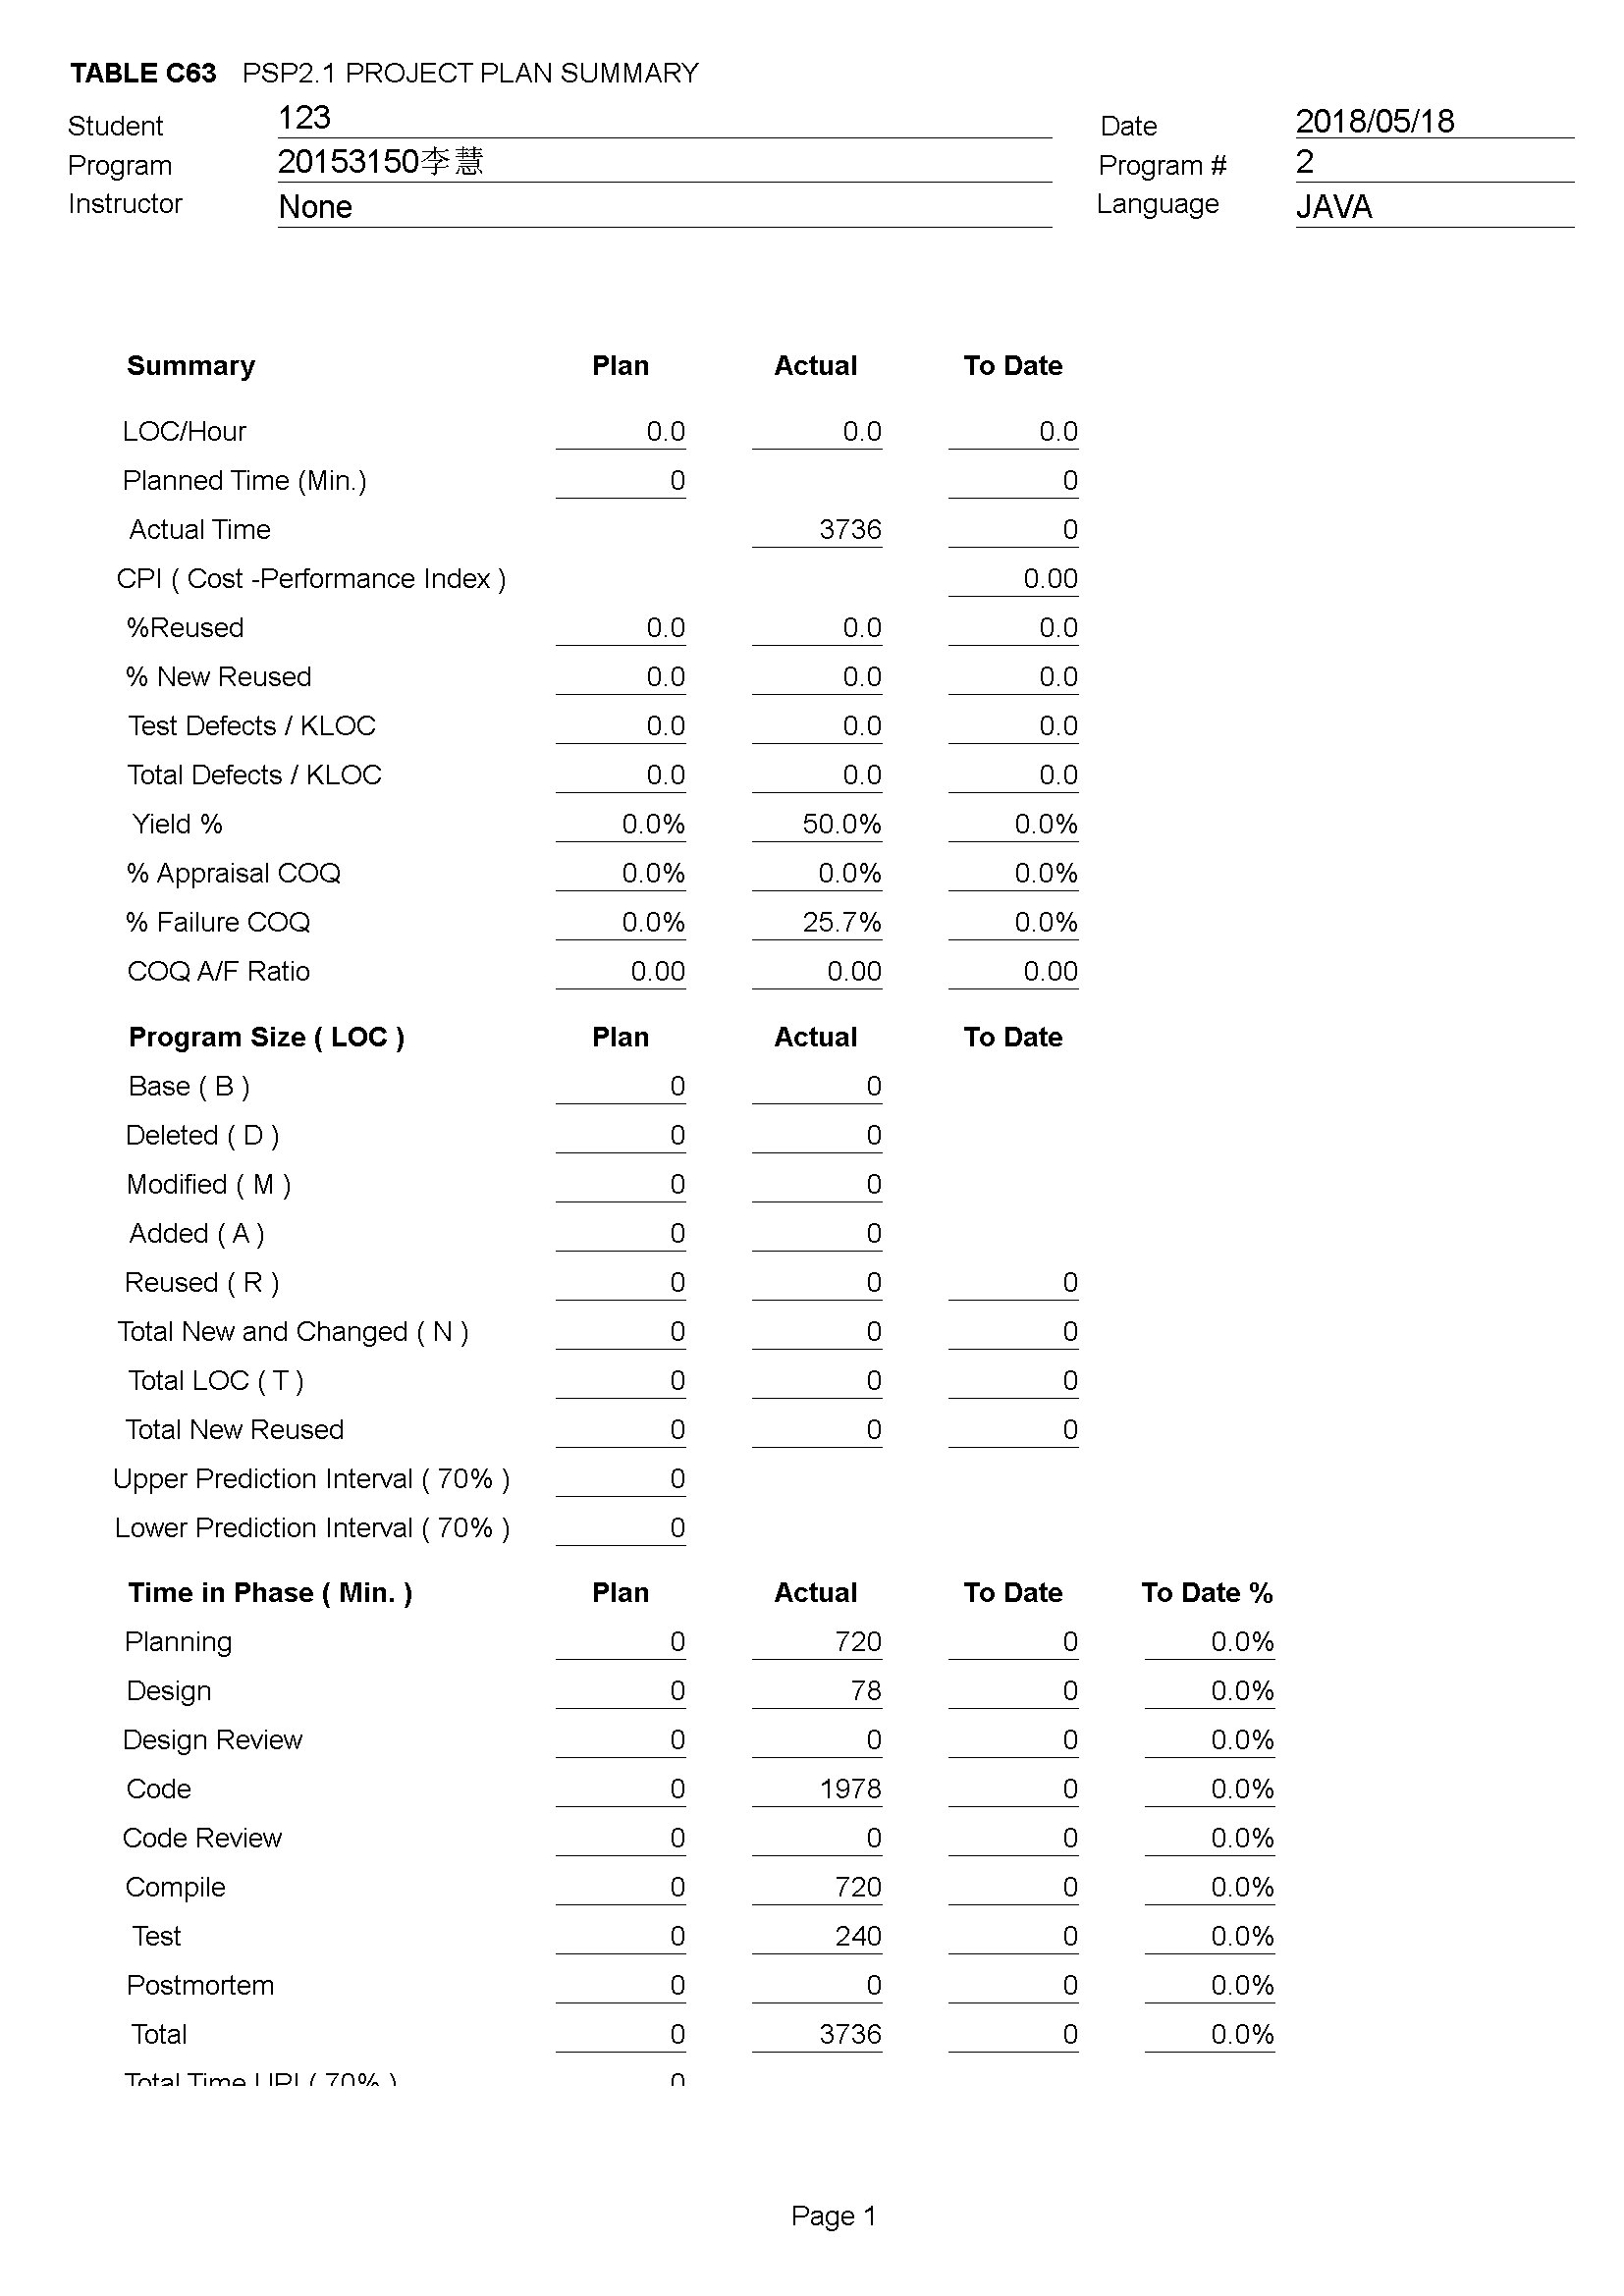 TABLE C63 PSP2.1 PROJECT PLAN SUMMARY
Student 123 Date 2018/05/18
Program 20153150李慧 Program # 2
Instructor None Language JAVA
Summary Plan Actual To Date
LOC/Hour 0.0 0.0 0.0
Planned Time (Min.) 0 0
Actual Time 3736 0
CPI ( Cost -Performance Index ) 0.00
%Reused 0.0 0.0 0.0
% New Reused 0.0 0.0 0.0
Test Defects / KLOC 0.0 0.0 0.0
Total Defects / KLOC 0.0 0.0 0.0
Yield % 0.0% 50.0% 0.0%
% Appraisal COQ 0.0% 0.0% 0.0%
% Failure COQ 0.0% 25.7% 0.0%
COQ A/F Ratio 0.00 0.00 0.00
Program Size ( LOC ) Plan Actual To Date
Base ( B ) 0 0
Deleted ( D ) 0 0
Modified ( M ) 0 0
Added ( A ) 0 0
Reused ( R ) 0 0 0
Total New and Changed ( N ) 0 0 0
Total LOC ( T ) 0 0 0
Total New Reused 0 0 0
Upper Prediction Interval ( 70% ) 0
Lower Prediction Interval ( 70% ) 0
Time in Phase ( Min. ) Plan Actual To Date To Date %
Planning 0 720 0 0.0%
Design 0 78 0 0.0%
Design Review 0 0 0 0.0%
Code 0 1978 0 0.0%
Code Review 0 0 0 0.0%
Compile 0 720 0 0.0%
Test 0 240 0 0.0%
Postmortem 0 0 0 0.0%
Total 0 3736 0 0.0%
Total Time UPI ( 70% ) 0
Page 1